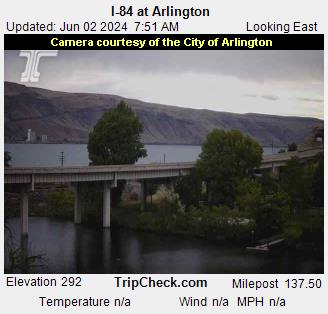 I-84 at Arlington
Updated: Jun 02 2024 7:51 AM Looking East
Camera courtesy of the City of Arlington
Elevation 292 TripCheck.com Milepost 137.50
Temperature n/a Wind n/a MPH n/a